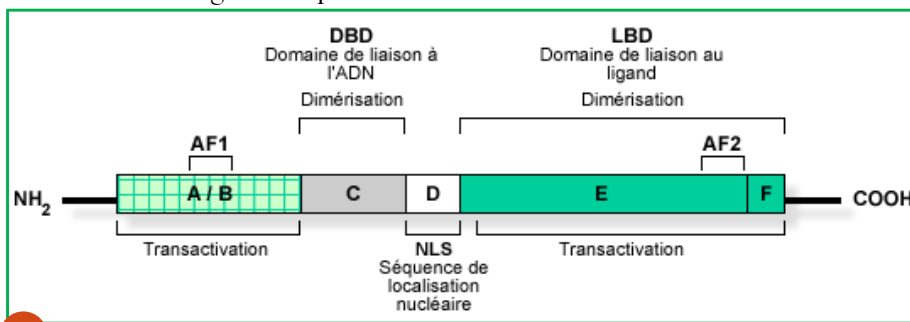 DBD
Domaine de liaison à
l'ADN
Dimérisation
LBD
Domaine de liaison au
ligand
Dimérisation
AF1
AF2
NH2
A / B
C
D
E
F
COOH
Transactivation
NLS
Séquence de
localisation
nucléaire
Transactivation